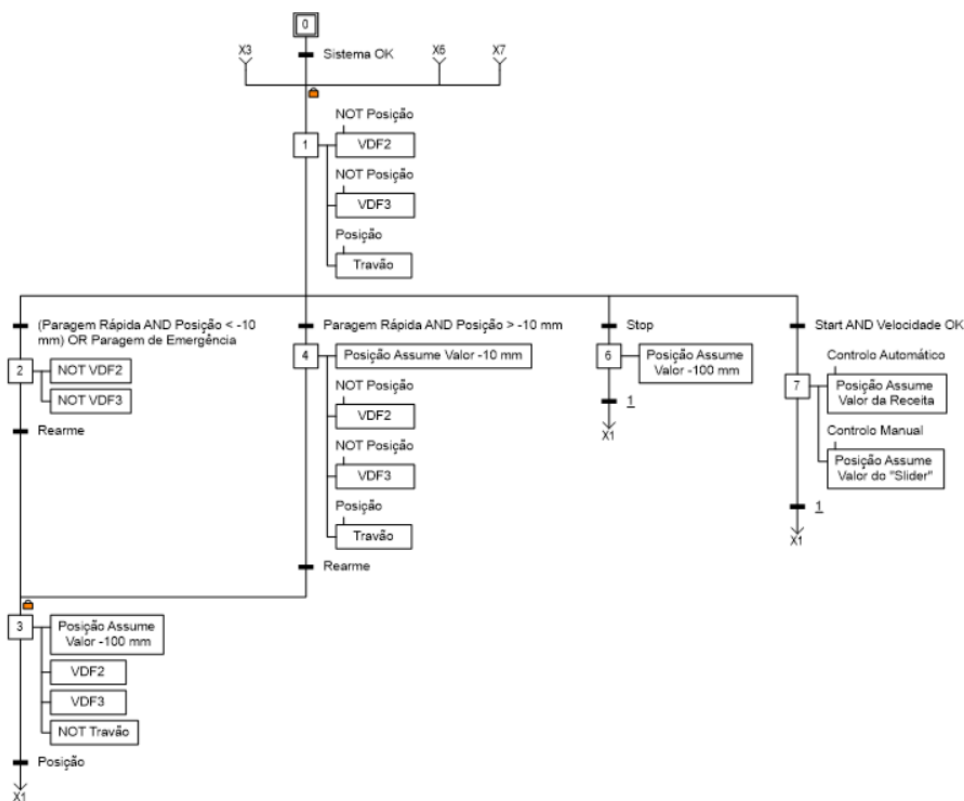 0
X3
Sistema OK
X6
X7
NOT Posição
1
VDF2
NOT Posição
VDF3
Posição
Travão
(Paragem Rápida AND Posição < -10
mm) OR Paragem de Emergência
2
NOT VDF2
NOT VDF3
Rearme
Paragem Rápida AND Posição > -10 mm
4
Posição Assume Valor -10 mm
NOT Posição
VDF2
NOT Posição
VDF3
Posição
Travão
Rearme
Stop
6
Posição Assume
Valor -100 mm
1
X1
Start AND Velocidade OK
Controlo Automático
7
Posição Assume
Valor da Receita
Controlo Manual
Posição Assume
Valor do "Slider"
1
X1
3
Posição Assume
Valor -100 mm
VDF2
VDF3
NOT Travão
Posição
X1